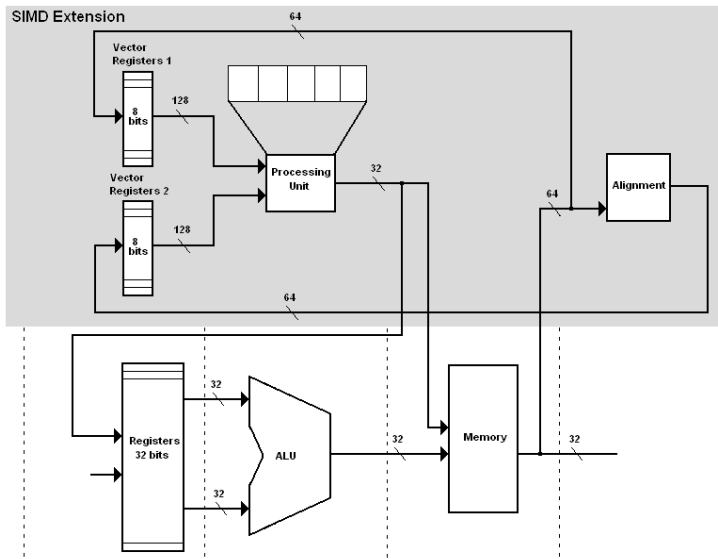 SIMD Extension
64
Vector
Registers 1
8
bits
128
Processing
Unit
32
Alignment
64
Vector
Registers 2
8
bits
128
64
Registers
32 bits
32
32
ALU
32
Memory
32